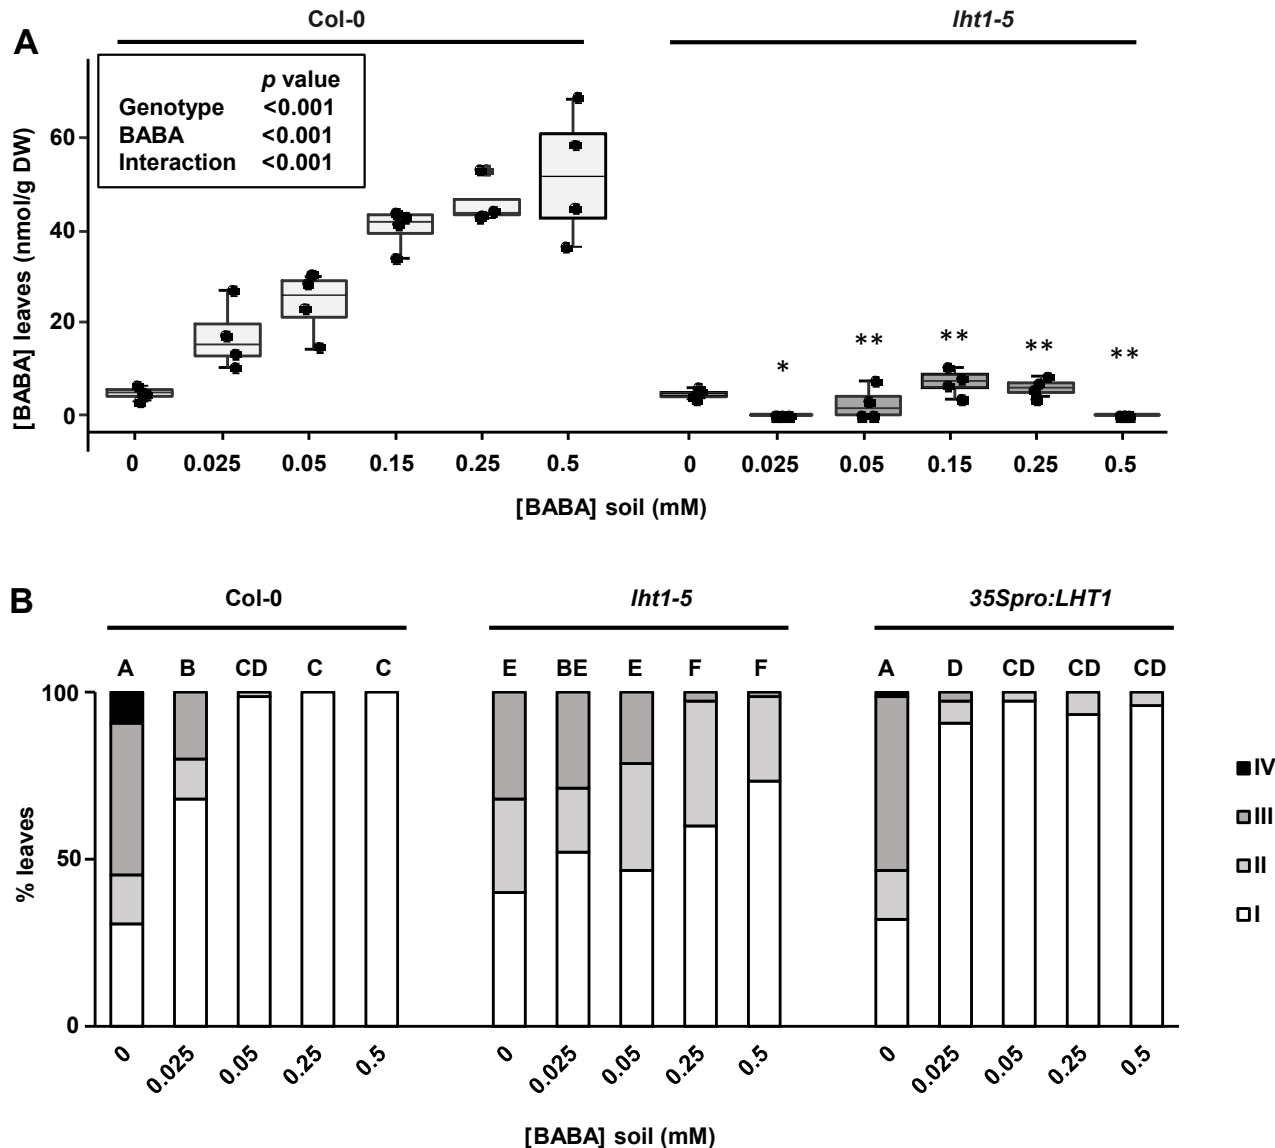 A
Col-0
lht1-5
p value
Genotype <0.001
BABA <0.001
Interaction <0.001
[BABA] leaves (nmol/g DW)
60
40
20
0
* ** ** ** **
0 0.025 0.05 0.15 0.25 0.5 0 0.025 0.05 0.15 0.25 0.5
[BABA] soil (mM)
B
Col-0
lht1-5
35Spro:LHT1
A B CD C C E BE E F F A D CD CD CD
% leaves
100
50
0
IV
III
II
I
0 0.025 0.05 0.25 0.5 0 0.025 0.05 0.25 0.5 0 0.025 0.05 0.25 0.5
[BABA] soil (mM)